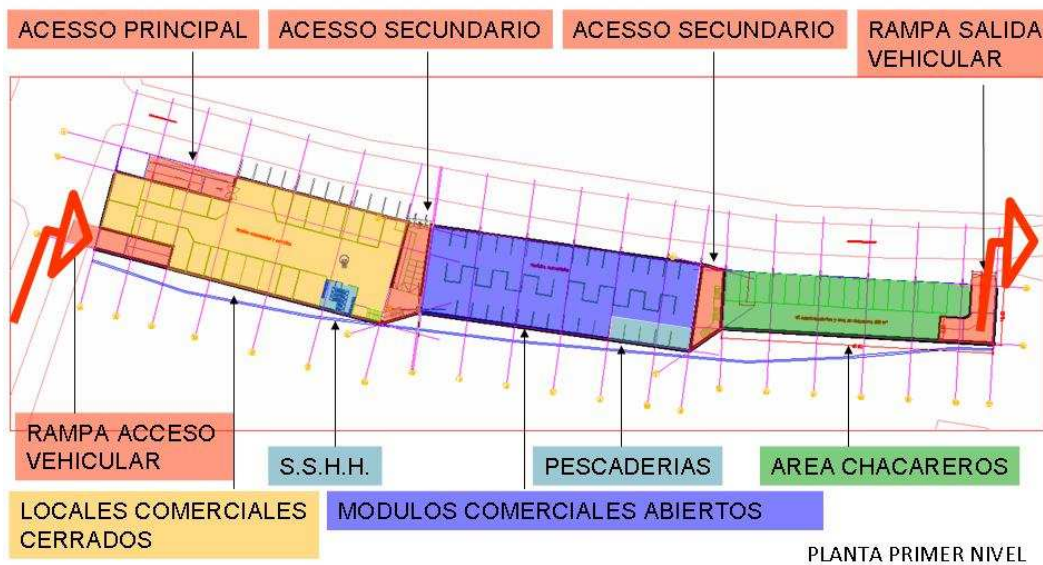 ACESSO PRINCIPAL
ACESSO SECUNDARIO
ACESSO SECUNDARIO
RAMPA SALIDA
VEHICULAR
RAMPA ACCESO
VEHICULAR
S.S.H.H.
PESCADERIAS
AREA CHACAREROS
LOCALES COMERCIALES
CERRADOS
MODULOS COMERCIALES ABIERTOS
PLANTA PRIMER NIVEL